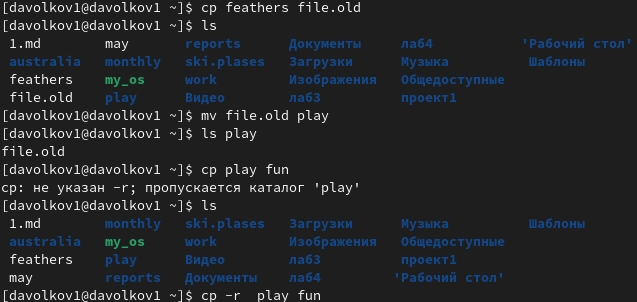 [davolkov1@davolkov1 ~]$ cp feathers file.old
[davolkov1@davolkov1 ~]$ ls
1.md may reports Документы лаб4 'Рабочий стол'
australia monthly ski.plases Загрузки Музыка Шаблоны
feathers my_os work Изображения Общедоступные
file.old play Видео лаб3 проект1
[davolkov1@davolkov1 ~]$ mv file.old play
[davolkov1@davolkov1 ~]$ ls play
file.old
[davolkov1@davolkov1 ~]$ cp play fun
cp: не указан -r; пропускается каталог 'play'
[davolkov1@davolkov1 ~]$ ls
1.md monthly ski.plases Загрузки Музыка Шаблоны
australia my_os work Изображения Общедоступные
feathers play Видео лаб3 проект1
may reports Документы лаб4 'Рабочий стол'
[davolkov1@davolkov1 ~]$ cp -r  play fun